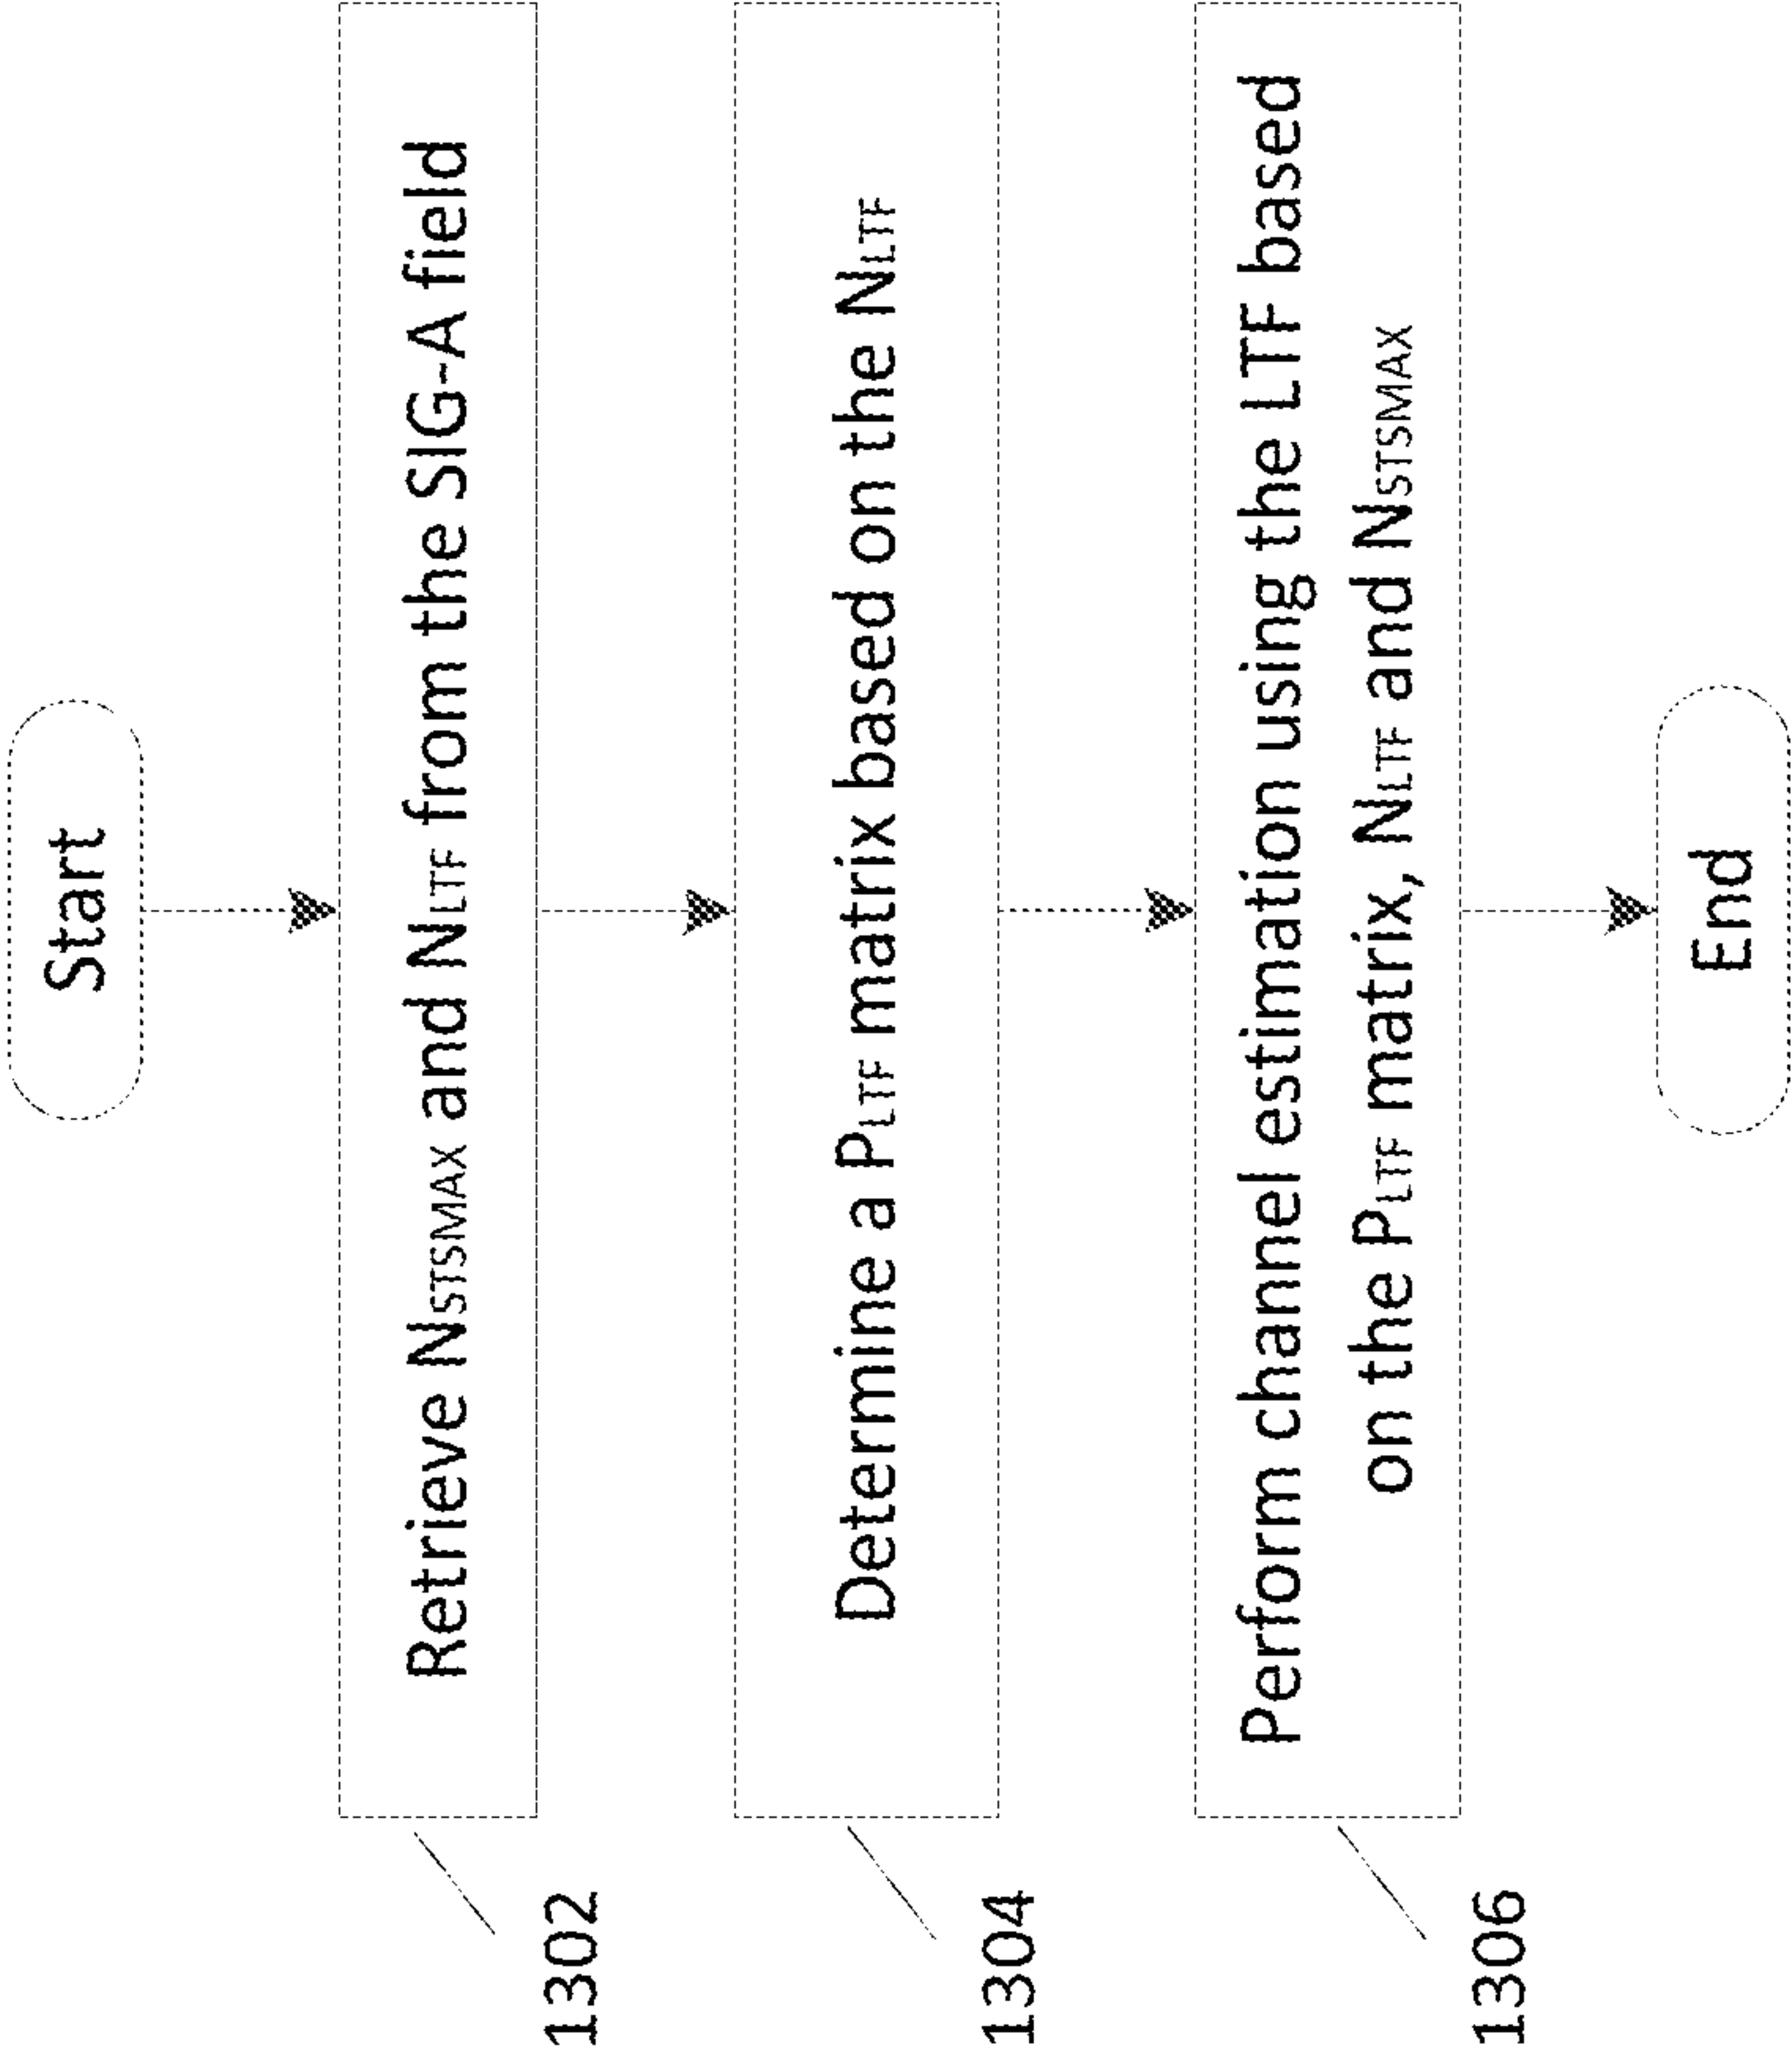 Start
Retrieve NSTSMAX and NLTF from the SIG-A field
1302
Determine a PLTF matrix based on the NLTF
1304
Perform channel estimation using the LTF based
on the PLTF matrix, NLTF and NSTSMAX
1306
End